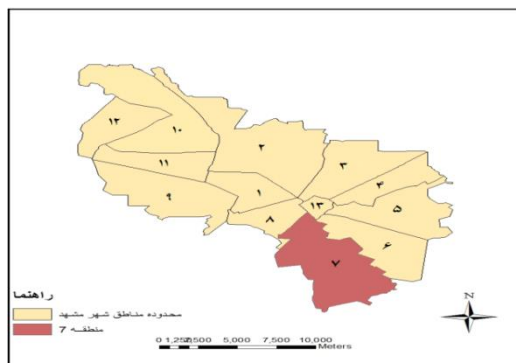 ۱۲
۱۰
۲
۳
۴
۱۱
۱
۱۳
۵
۹
۸
۶
۷
راهنما
محدوده مناطق شهر مشهد
منطقه 7
N
0 1,250 2,500 5,000 7,500 10,000
Meters